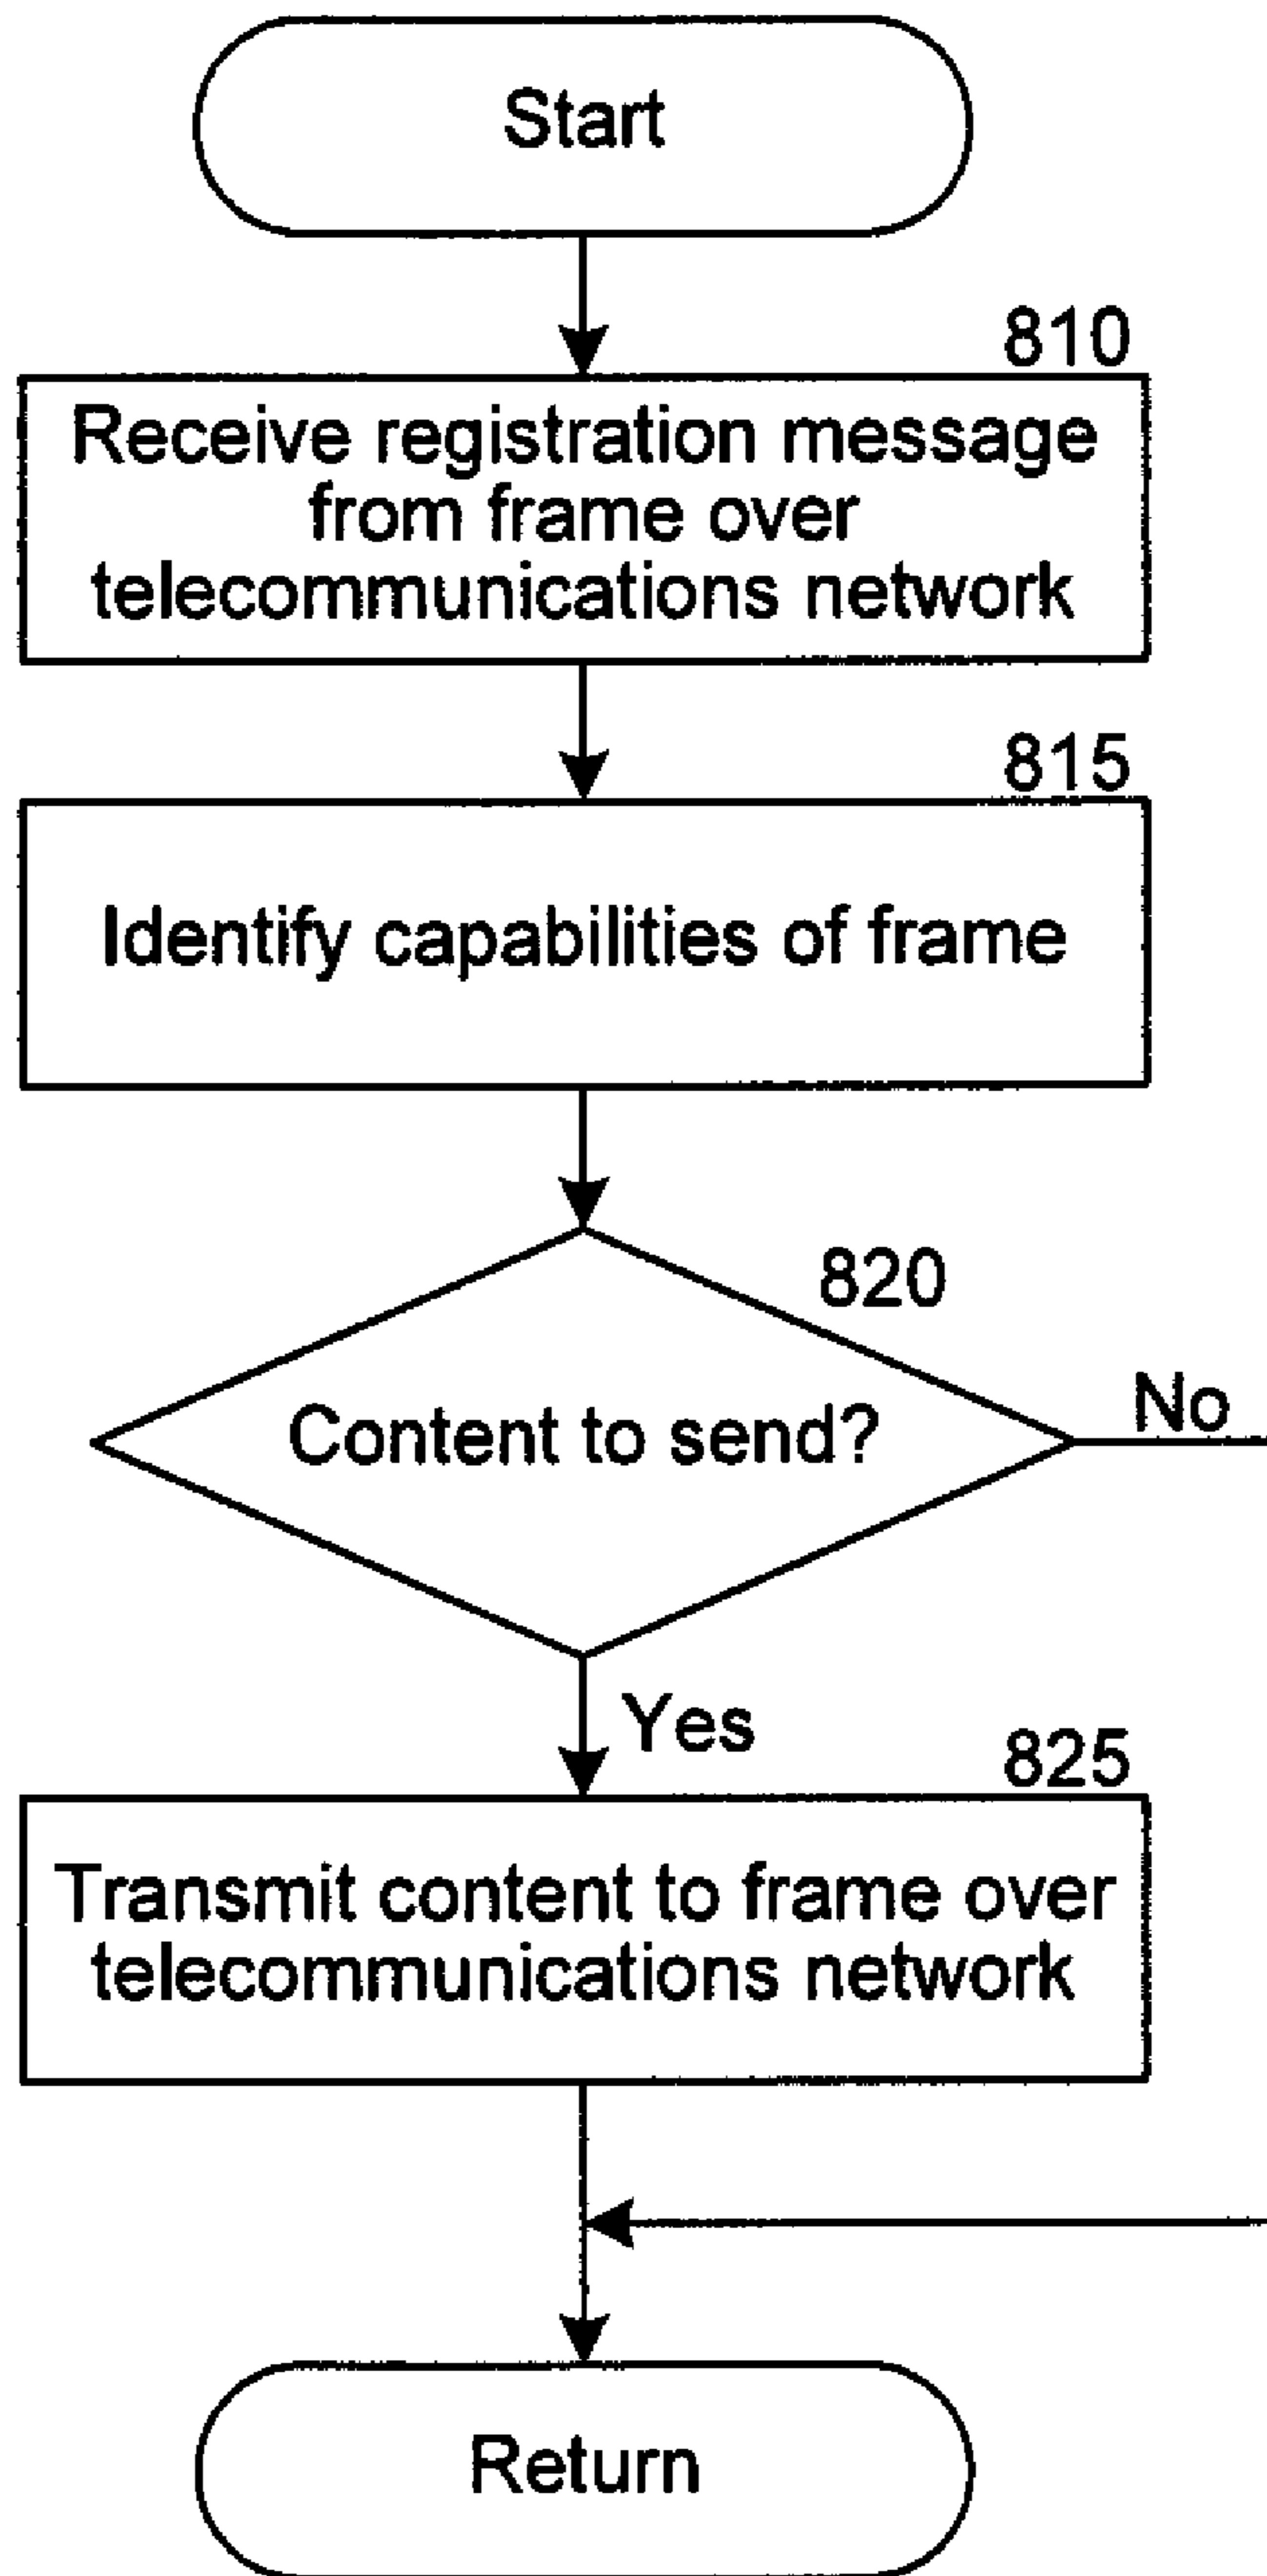 Start
810
Receive registration message
from frame over
telecommunications network
815
Identify capabilities of frame
820
Content to send?
No
Yes
825
Transmit content to frame over
telecommunications network
Return